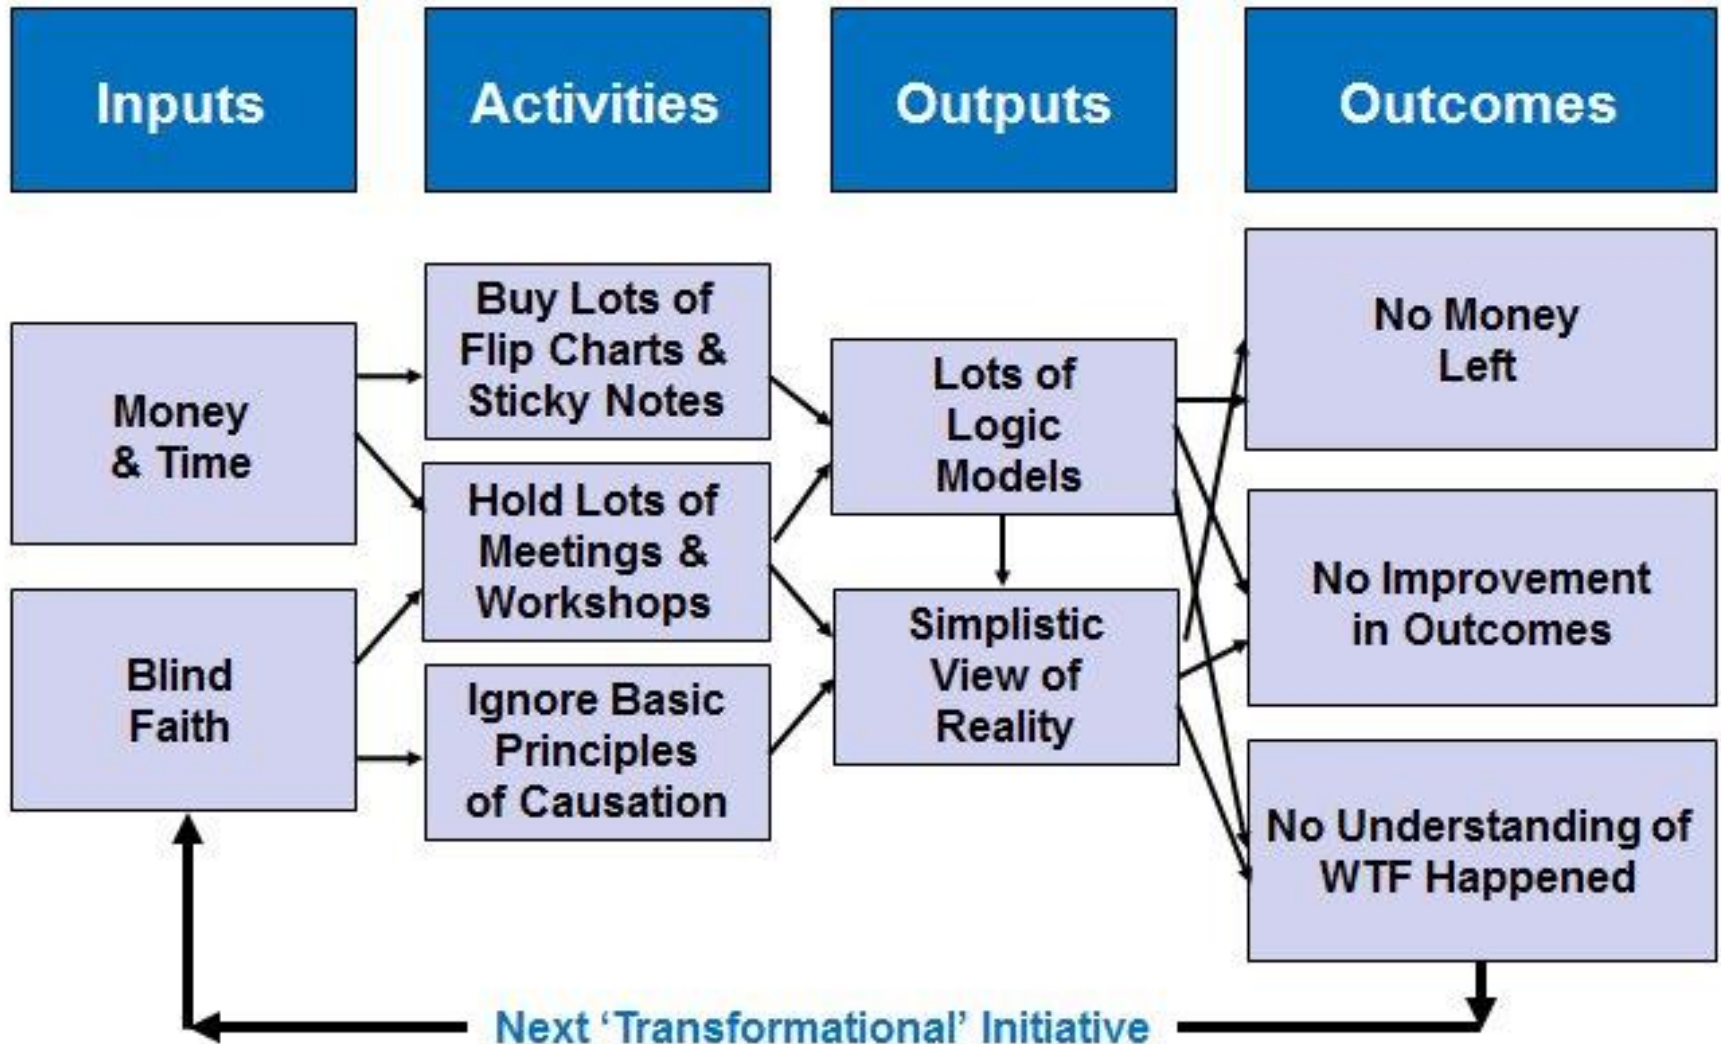 Inputs
Activities
Outputs
Outcomes
Money
& Time
Blind
Faith
Buy Lots of
Flip Charts &
Sticky Notes
Hold Lots of
Meetings &
Workshops
Ignore Basic
Principles
of Causation
Lots of
Logic
Models
Simplistic
View of
Reality
No Money
Left
No Improvement
in Outcomes
No Understanding of
WTF Happened
Next ‘Transformational’ Initiative